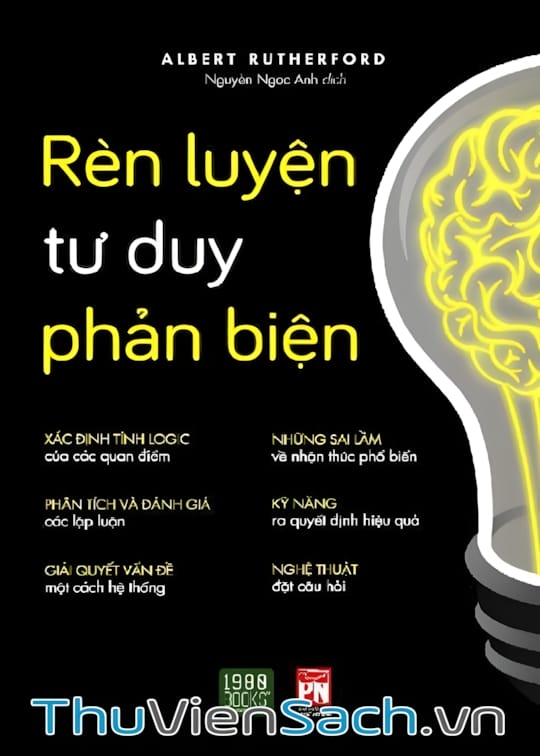 ALBERT RUTHERFORD
Nguyễn Ngọc Anh dịch
Rèn luyện
tư duy
phản biện
XÁC ĐỊNH TÍNH LOGIC
của các quan điểm
PHÂN TÍCH VÀ ĐÁNH GIÁ
các lập luận
GIẢI QUYẾT VẤN ĐỀ
một cách hệ thống
NHỮNG SAI LẦM
về nhận thức phổ biến
KỸ NĂNG
ra quyết định hiệu quả
NGHỆ THUẬT
đặt câu hỏi
1980
BOOKS
PN
ThuVienSach.vn